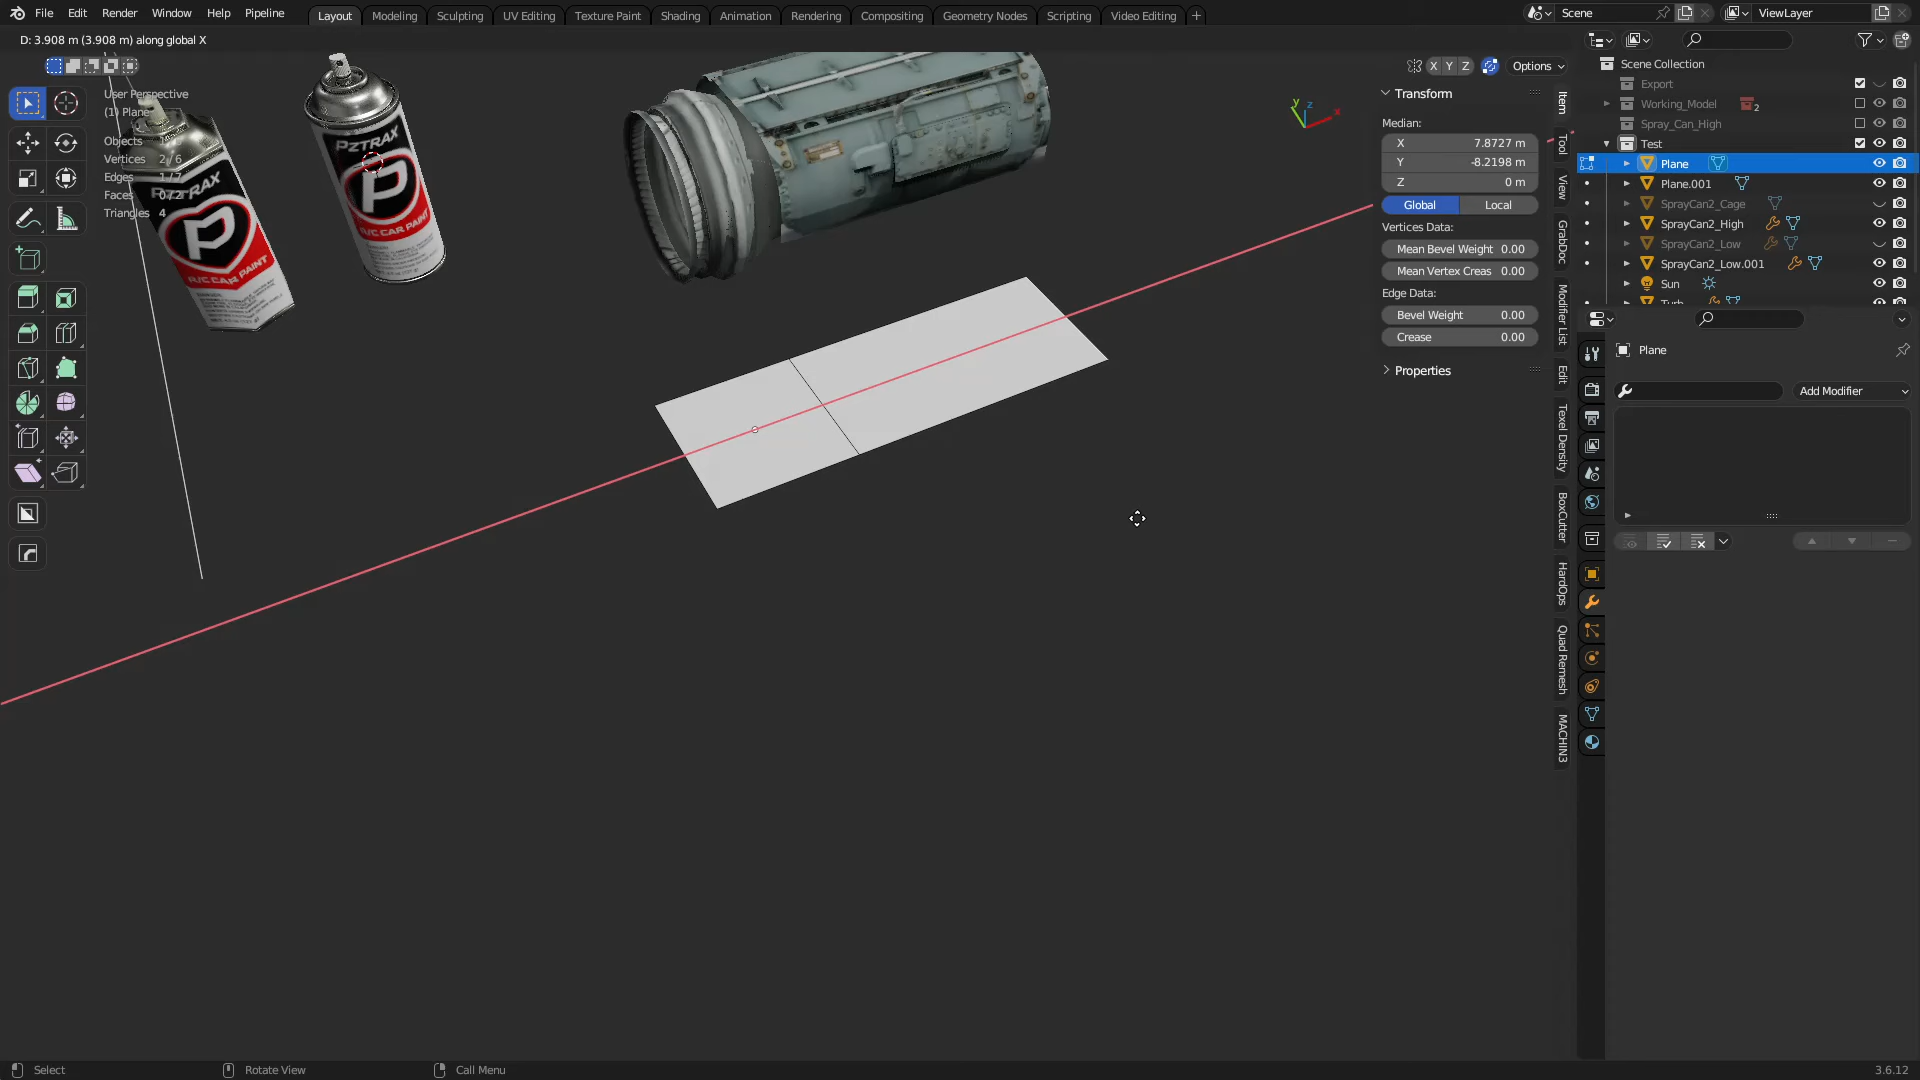 File Edit Render Window Help Pipeline Layout Modeling Sculpting UV Editing Texture Paint Shading Animation Rendering Compositing Geometry Nodes Scripting Video Editing + Scene ViewLayer
D: 3.908 m (3.908 m) along global X
X Y Z Options
User Perspective
(1) Plane
Objects
Vertices 2/6
Edges 1/7
Faces 0/2
Triangles 4
PZTRAX
P
R/C CAR PAINT
PZTRAX
P
R/C CAR PAINT
y z x
Transform
Median:
X 7.8727 m
Y -8.2198 m
Z 0 m
Global Local
Vertices Data:
Mean Bevel Weight 0.00
Mean Vertex Creas 0.00
Edge Data:
Bevel Weight 0.00
Crease 0.00
Properties
Item
Tool
View
GrabDoc
Modifier List
Edit
Texel Density
BoxCutter
HardOps
Quad Remesh
MACHIN3
Scene Collection
Export
Working_Model 2
Spray_Can_High
Test
Plane
Plane.001
SprayCan2_Cage
SprayCan2_High
SprayCan2_Low
SprayCan2_Low.001
Sun
Plane
Add Modifier
Select Rotate View Call Menu 3.6.12